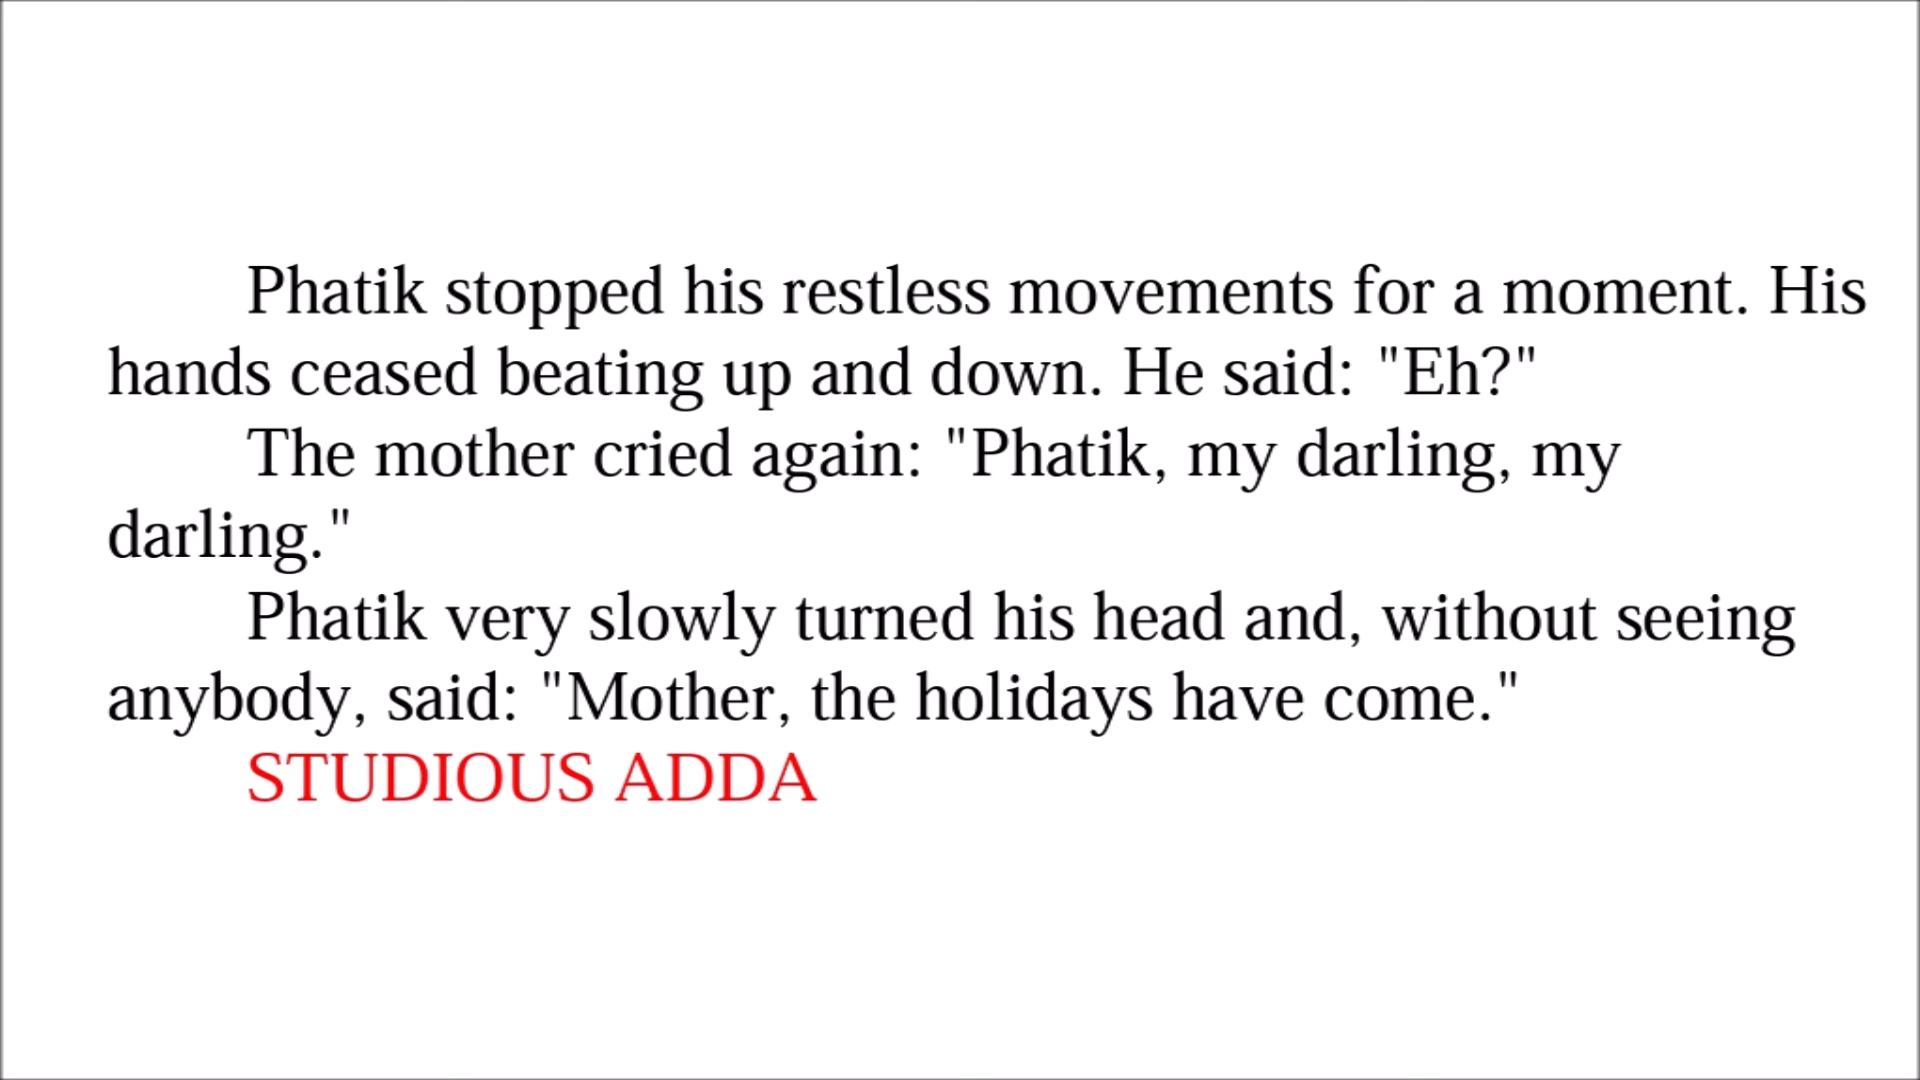 Phatik stopped his restless movements for a moment. His
hands ceased beating up and down. He said: "Eh?"
The mother cried again: "Phatik, my darling, my
darling."
Phatik very slowly turned his head and, without seeing
anybody, said: "Mother, the holidays have come."
STUDIOUS ADDA